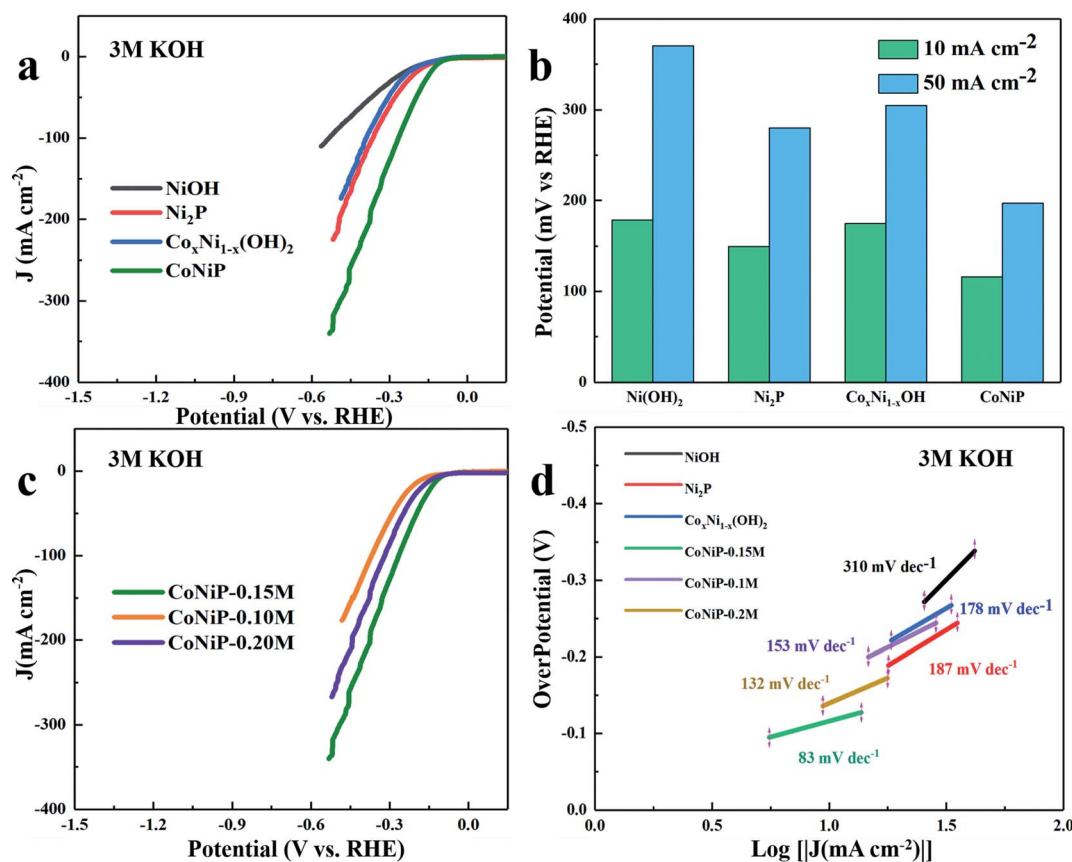 a
3M KOH
0
-100
-200
-300
-400
J (mA cm⁻²)
NiOH
Ni₂P
CoₓNi₁₋ₓ(OH)₂
CoNiP
-1.5 -1.2 -0.9 -0.6 -0.3 0.0
Potential (V vs. RHE)
b
10 mA cm⁻²
50 mA cm⁻²
400
300
200
100
0
Potential (mV vs RHE)
Ni(OH)₂ Ni₂P CoₓNi₁₋ₓOH CoNiP
c
3M KOH
0
-100
-200
-300
-400
J(mA cm⁻²)
CoNiP-0.15M
CoNiP-0.10M
CoNiP-0.20M
-1.5 -1.2 -0.9 -0.6 -0.3 0.0
Potential (V vs. RHE)
d
3M KOH
-0.5
-0.4
-0.3
-0.2
-0.1
0.0
OverPotential (V)
NiOH
Ni₂P
CoₓNi₁₋ₓ(OH)₂
CoNiP-0.15M
CoNiP-0.1M
CoNiP-0.2M
310 mV dec⁻¹
178 mV dec⁻¹
153 mV dec⁻¹
187 mV dec⁻¹
132 mV dec⁻¹
83 mV dec⁻¹
0.0 0.5 1.0 1.5 2.0
Log [|J(mA cm⁻²)|]